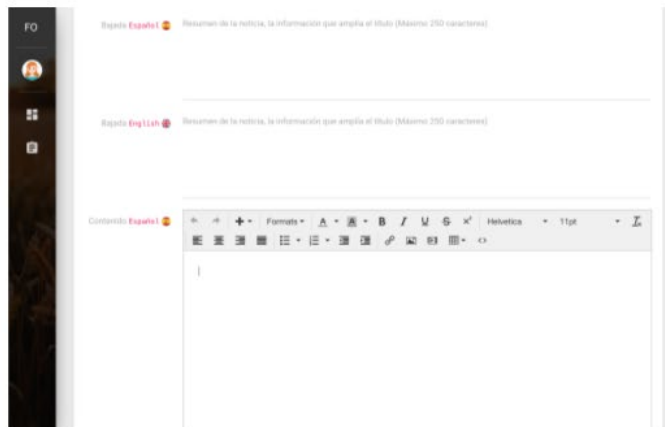 FO
Bajada Español
Resumen de la noticia, la información que amplía el título (Máximo 250 caracteres)
Bajada English
Resumen de la noticia, la información que amplía el título (Máximo 250 caracteres)
Contenido Español
Formats A A B I U S x² Helvetica 11pt